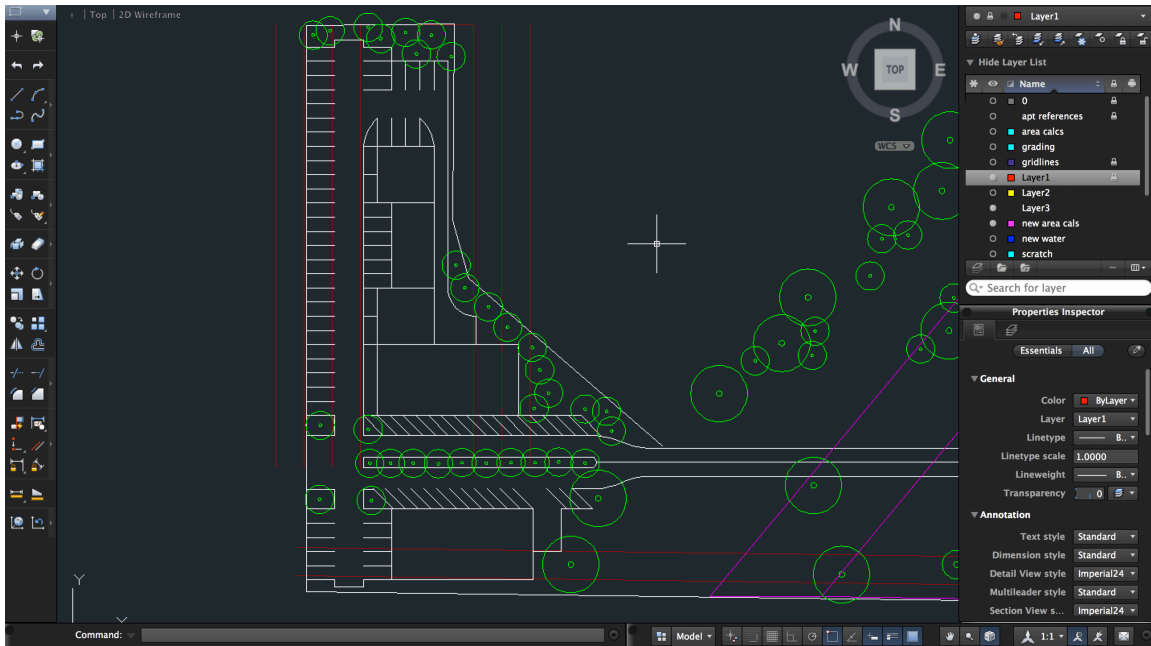 + | Top | 2D Wireframe
N
W
TOP
E
S
WCS
Y
Layer1
Hide Layer List
Name
0
apt references
area calcs
grading
gridlines
Layer1
Layer2
Layer3
new area cals
new water
scratch
Search for layer
Properties Inspector
Essentials All
General
Color ByLayer
Layer Layer1
Linetype B..
Linetype scale 1.0000
Lineweight B..
Transparency 0
Annotation
Text style Standard
Dimension style Standard
Detail View style Imperial24
Multileader style Standard
Section View s... Imperial24
Command:
Model
1:1